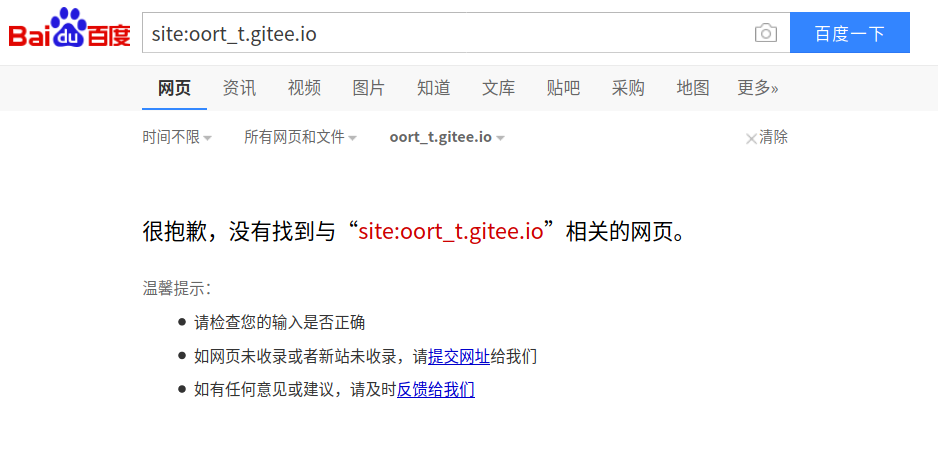 Bai du 百度 site:oort_t.gitee.io 百度一下
网页 资讯 视频 图片 知道 文库 贴吧 采购 地图 更多»
时间不限 所有网页和文件 oort_t.gitee.io 清除
很抱歉，没有找到与“site:oort_t.gitee.io”相关的网页。
温馨提示：
请检查您的输入是否正确
如网页未收录或者新站未收录，请提交网址给我们
如有任何意见或建议，请及时反馈给我们